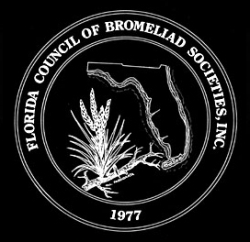 FLORIDA COUNCIL OF BROMELIAD SOCIETIES, INC.
1977